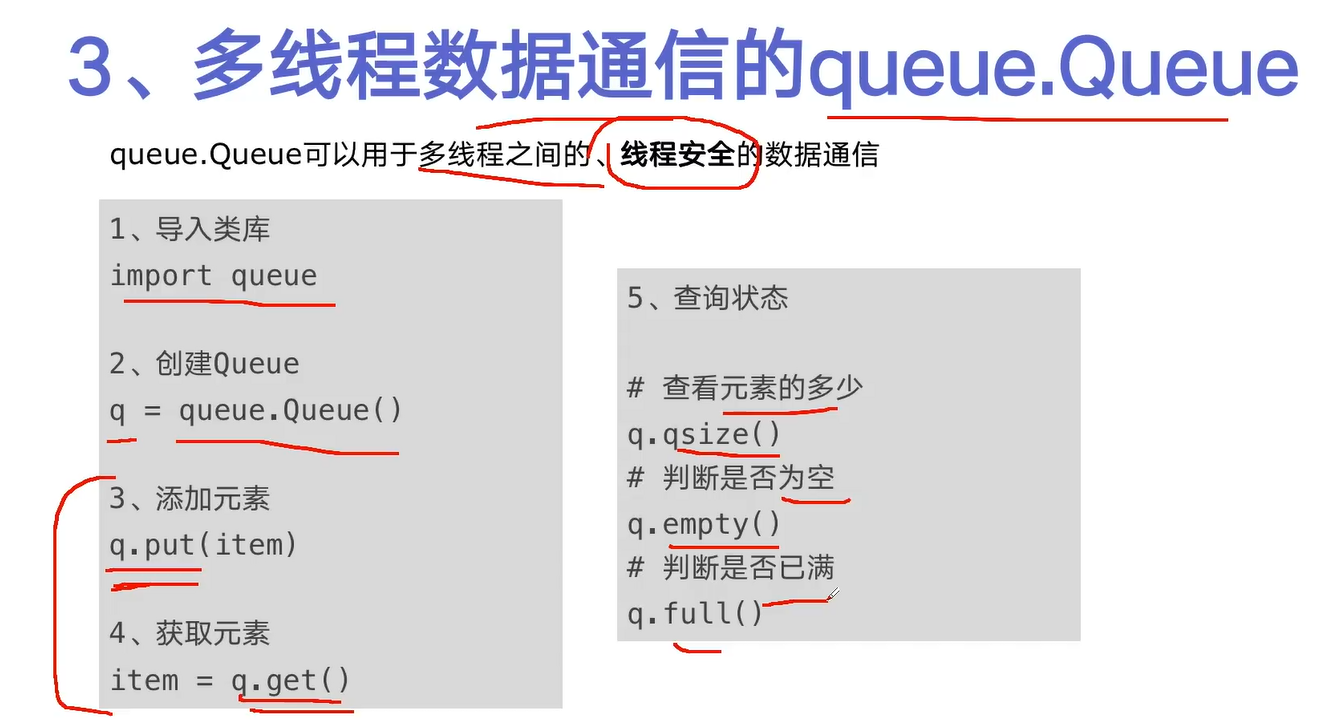 3、多线程数据通信的queue.Queue
queue.Queue可以用于多线程之间的、线程安全的数据通信
1、导入类库
import queue
2、创建Queue
q = queue.Queue()
3、添加元素
q.put(item)
4、获取元素
item = q.get()
5、查询状态
# 查看元素的多少
q.qsize()
# 判断是否为空
q.empty()
# 判断是否已满
q.full()